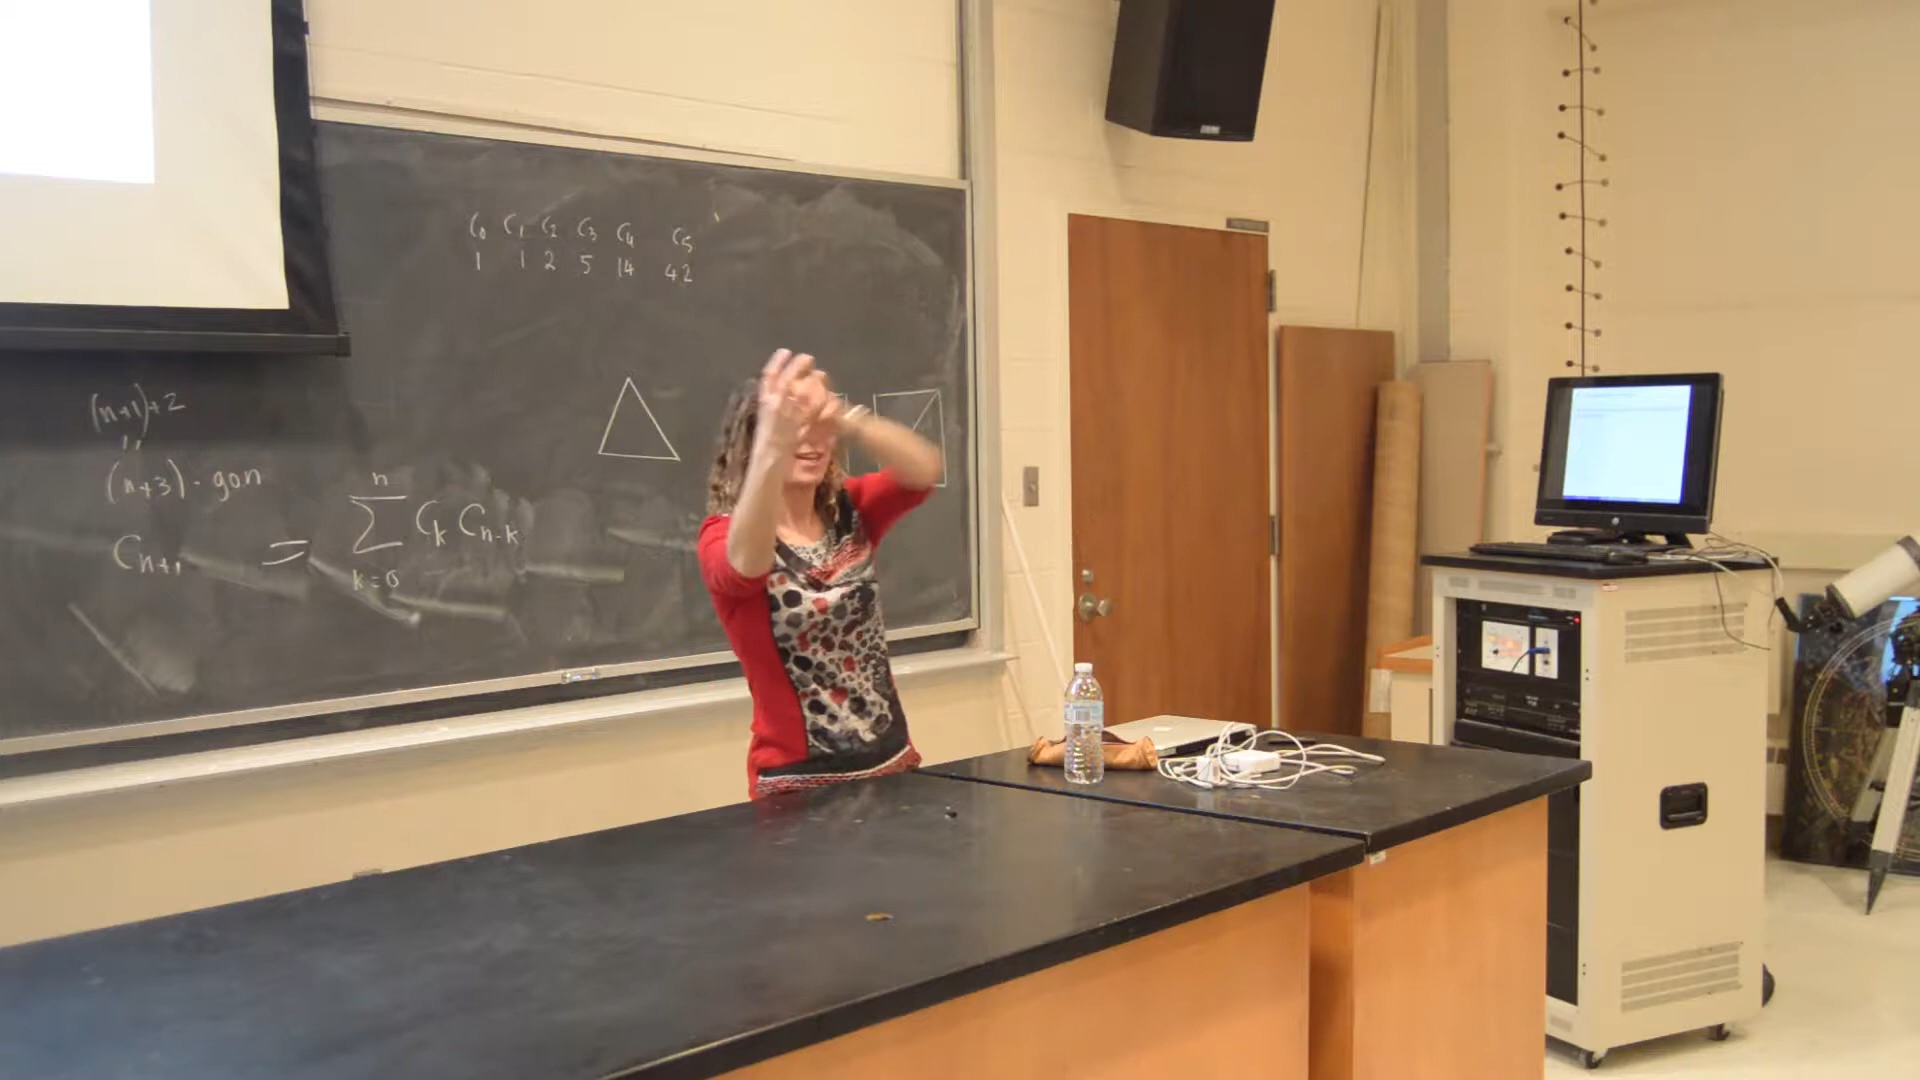 C₀ C₁ C₂ C₃ C₄ C₅
1 1 2 5 14 42
(n+1)+2
(n+3)-gon
n
Cₙ₊₁ = ∑ Cₖ Cₙ₋ₖ
k=0